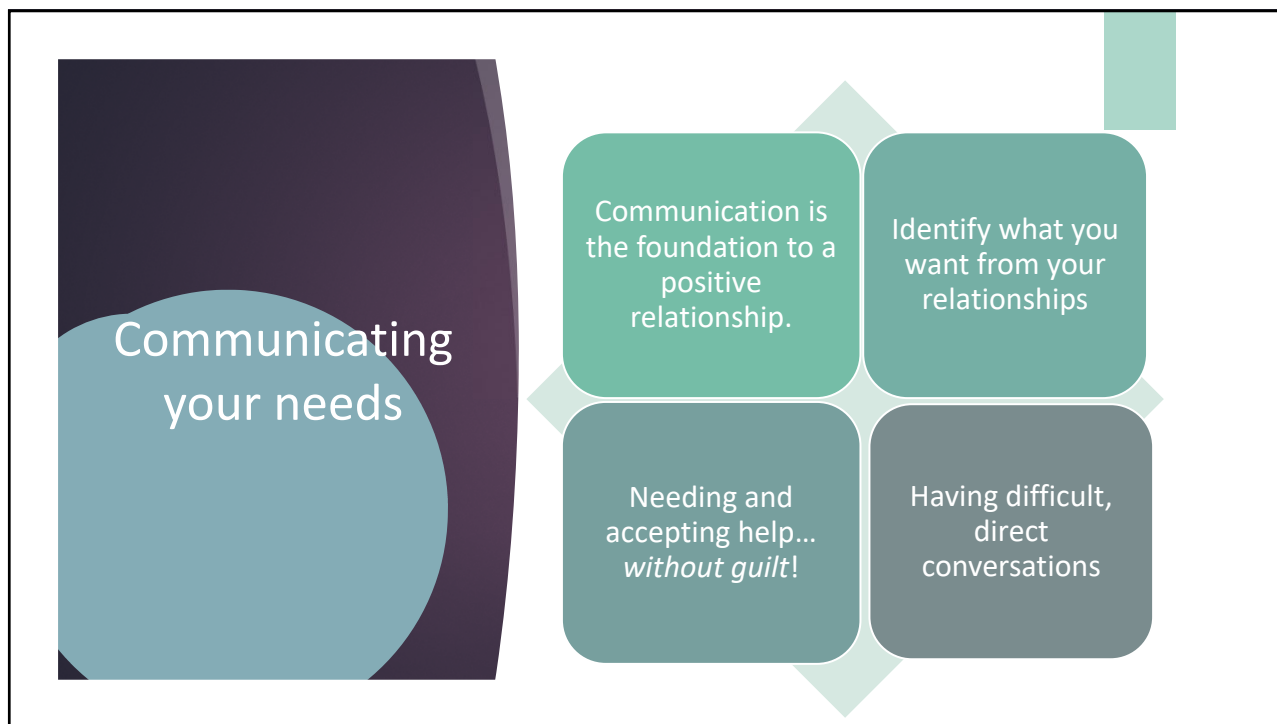 Communicating
your needs
Communication is
the foundation to a
positive
relationship.
Identify what you
want from your
relationships
Needing and
accepting help…
without guilt!
Having difficult,
direct
conversations